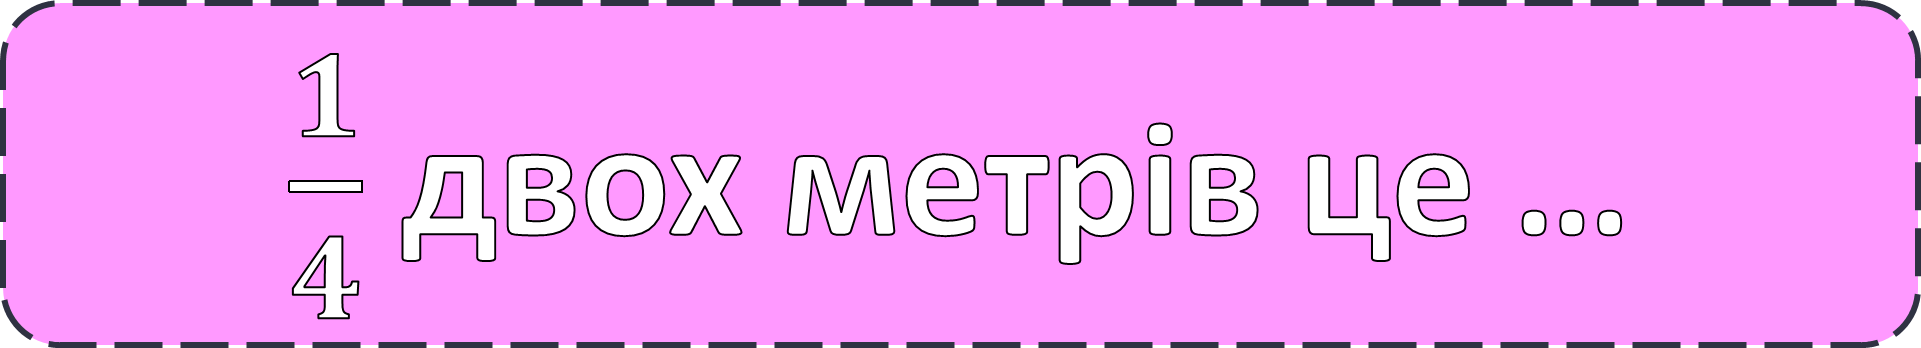 1/4 двох метрів це ...